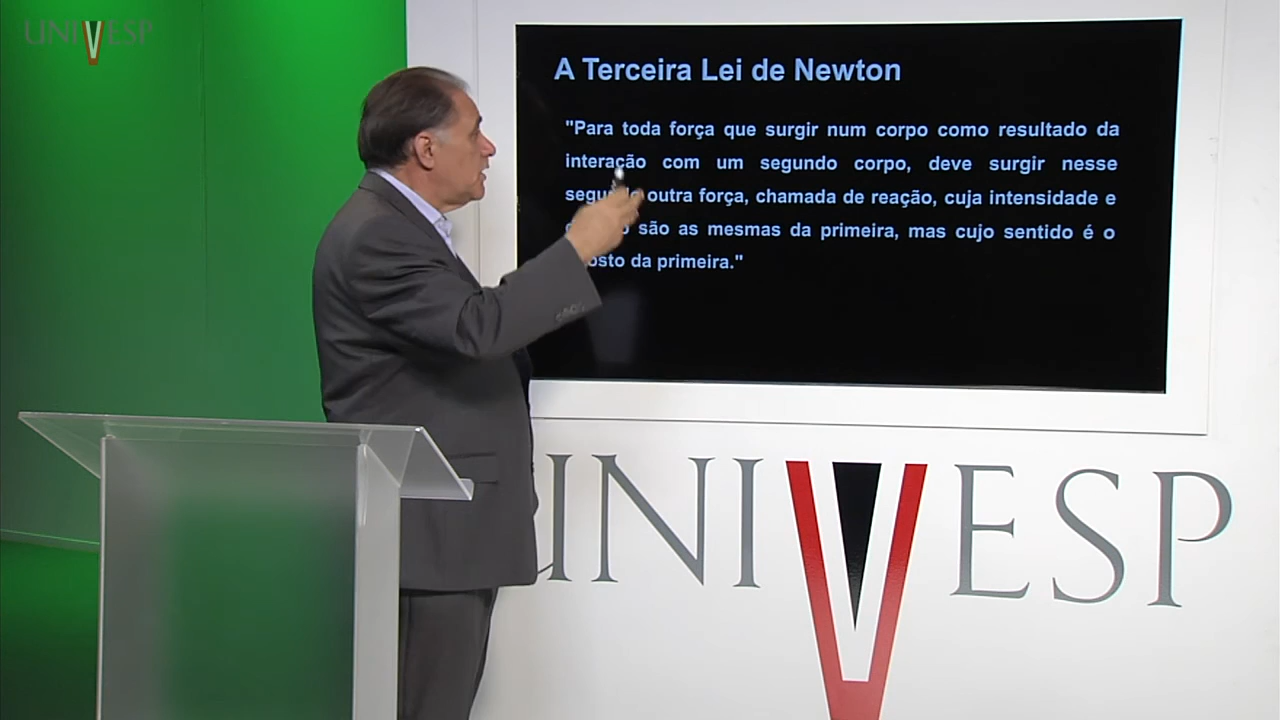 UNIVESP
A Terceira Lei de Newton
"Para toda força que surgir num corpo como resultado da
interação com um segundo corpo, deve surgir nesse
outra força, chamada de reação, cuja intensidade e
são as mesmas da primeira, mas cujo sentido é o
da primeira."
UNIVESP